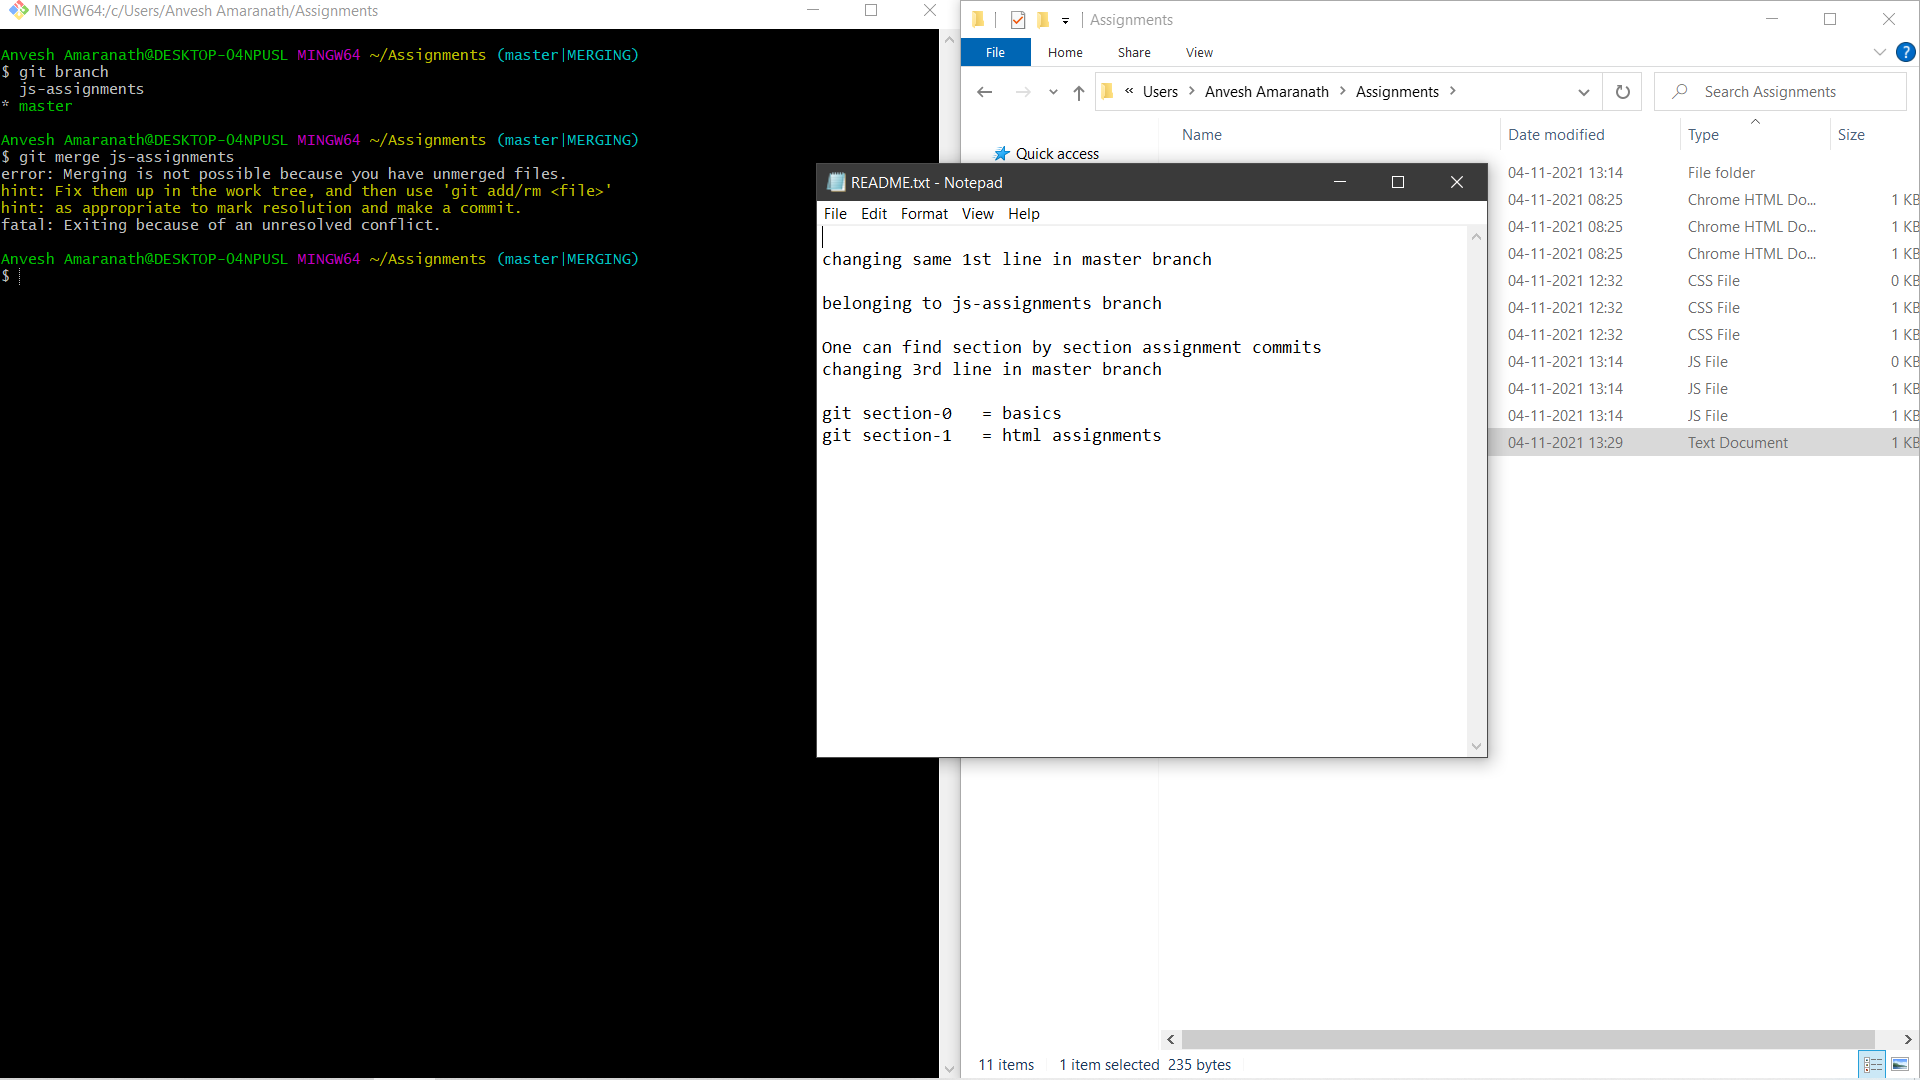 MINGW64:/c/Users/Anvesh Amaranath/Assignments
Anvesh Amaranath@DESKTOP-O4NPUSL MINGW64 ~/Assignments (master|MERGING)
$ git branch
  js-assignments
* master
Anvesh Amaranath@DESKTOP-O4NPUSL MINGW64 ~/Assignments (master|MERGING)
$ git merge js-assignments
error: Merging is not possible because you have unmerged files.
hint: Fix them up in the work tree, and then use 'git add/rm <file>'
hint: as appropriate to mark resolution and make a commit.
fatal: Exiting because of an unresolved conflict.
Anvesh Amaranath@DESKTOP-O4NPUSL MINGW64 ~/Assignments (master|MERGING)
$
Assignments
File Home Share View
« Users > Anvesh Amaranath > Assignments >
Search Assignments
Name Date modified Type Size
Quick access
04-11-2021 13:14 File folder
04-11-2021 08:25 Chrome HTML Do... 1 KB
04-11-2021 08:25 Chrome HTML Do... 1 KB
04-11-2021 08:25 Chrome HTML Do... 1 KB
04-11-2021 12:32 CSS File 0 KB
04-11-2021 12:32 CSS File 1 KB
04-11-2021 12:32 CSS File 1 KB
04-11-2021 13:14 JS File 0 KB
04-11-2021 13:14 JS File 1 KB
04-11-2021 13:14 JS File 1 KB
04-11-2021 13:29 Text Document 1 KB
README.txt - Notepad
File Edit Format View Help
changing same 1st line in master branch
belonging to js-assignments branch
One can find section by section assignment commits
changing 3rd line in master branch
git section-0   = basics
git section-1   = html assignments
11 items 1 item selected 235 bytes